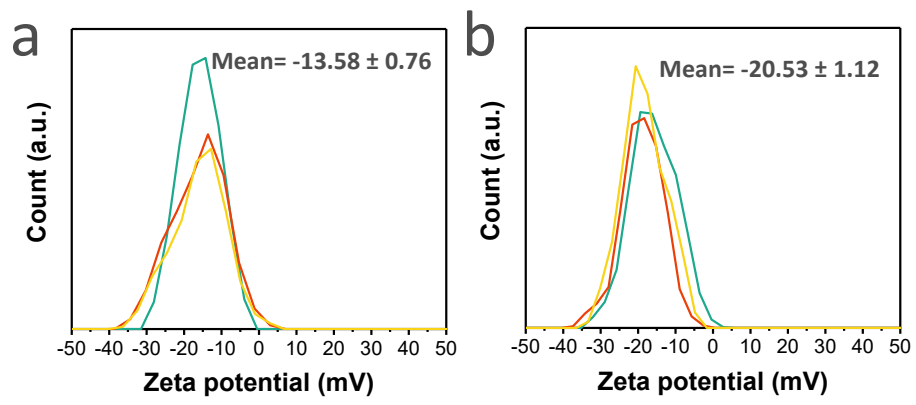 a
Mean= -13.58 ± 0.76
Count (a.u.)
-50 -40 -30 -20 -10 0 10 20 30 40 50
Zeta potential (mV)
b
Mean= -20.53 ± 1.12
Count (a.u.)
-50 -40 -30 -20 -10 0 10 20 30 40 50
Zeta potential (mV)